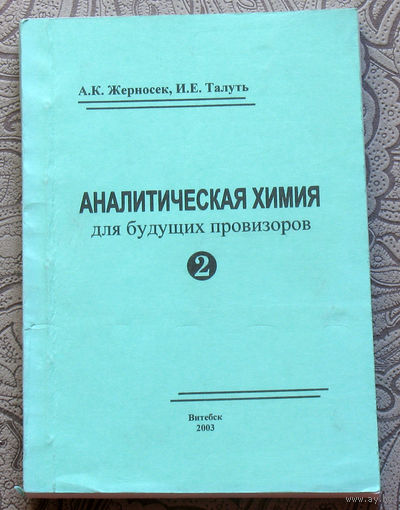 А.К. Жерносек, И.Е. Талуть
АНАЛИТИЧЕСКАЯ ХИМИЯ
для будущих провизоров
2
Витебск
2003